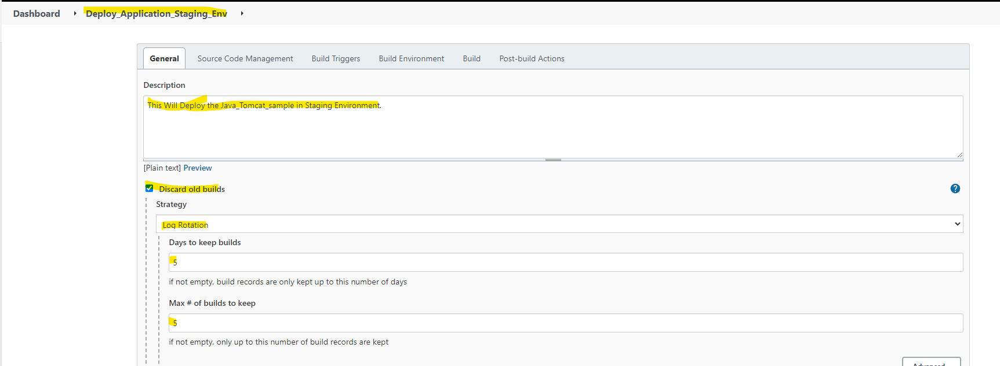 Dashboard Deploy_Application_Staging_Env
General Source Code Management Build Triggers Build Environment Build Post-build Actions
Description
This Will Deploy the Java_Tomcat_sample in Staging Environment.
[Plain text] Preview
Discard old builds ?
Strategy
Log Rotation
Days to keep builds
5
if not empty, build records are only kept up to this number of days
Max # of builds to keep
5
if not empty, only up to this number of build records are kept
Advanced...